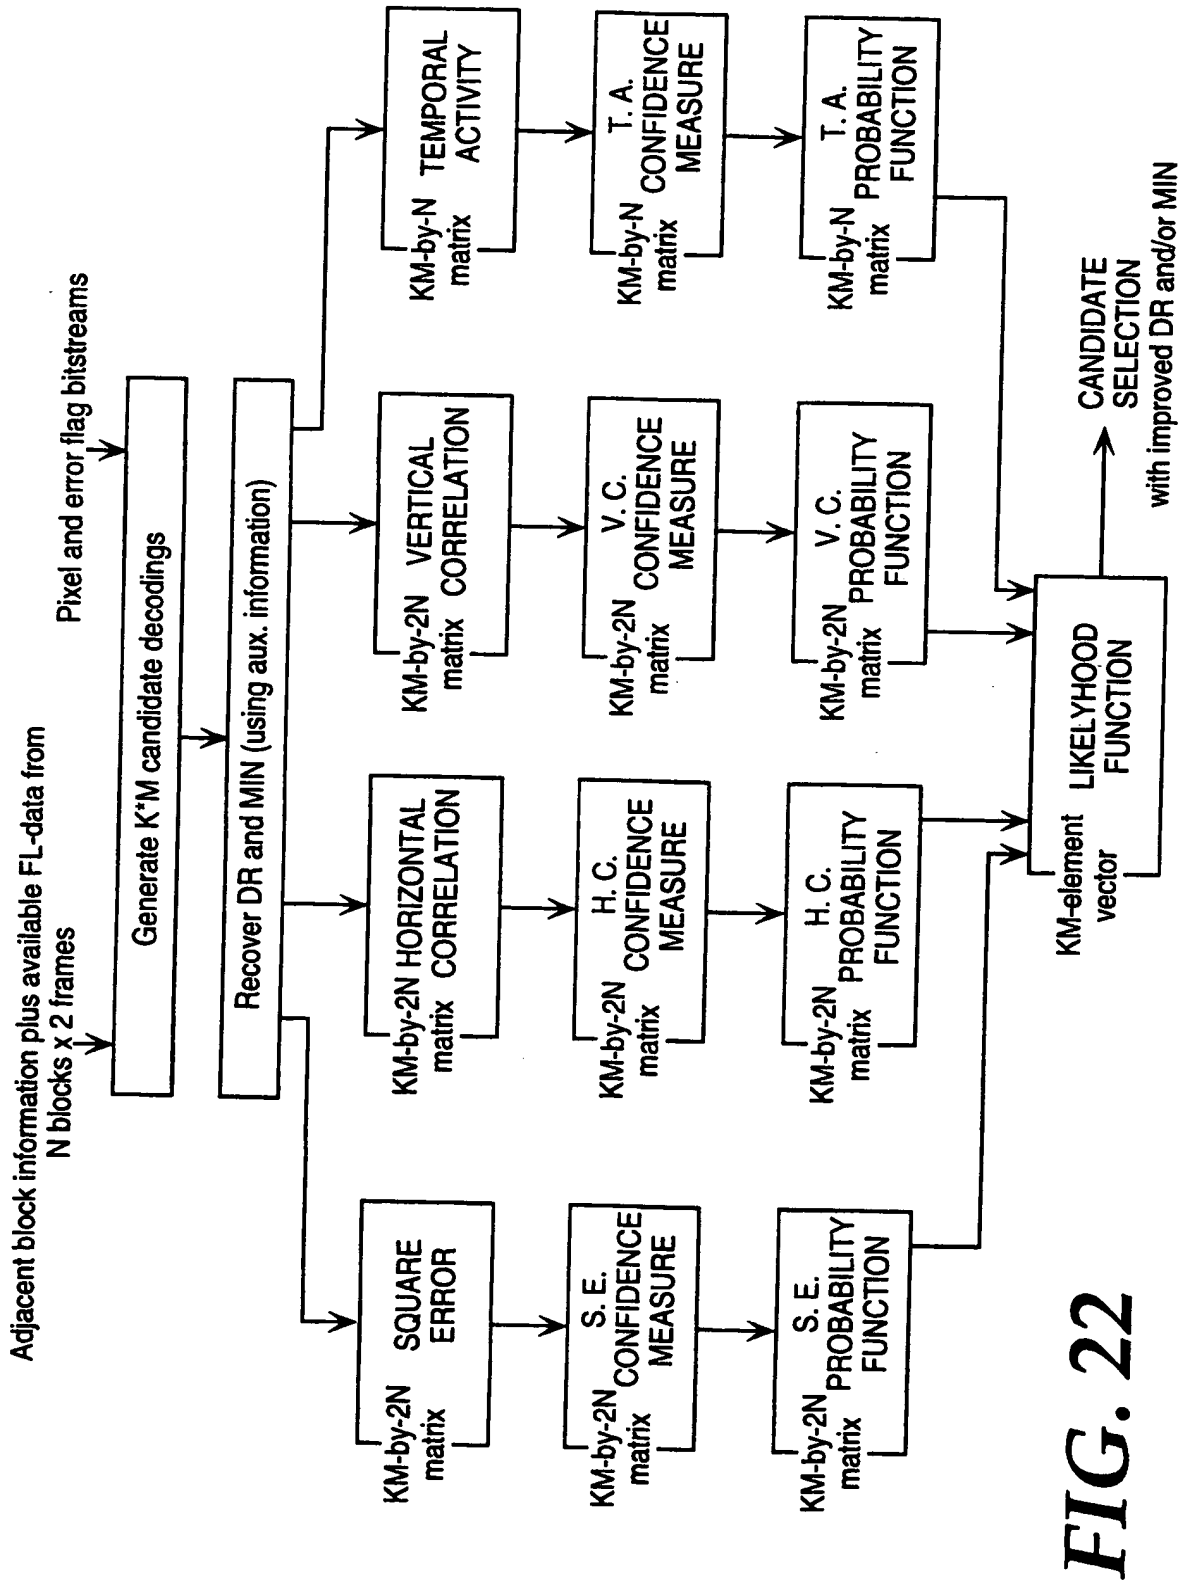 Adjacent block information plus available FL-data from
N blocks x 2 frames
Pixel and error flag bitstreams
Generate K*M candidate decodings
Recover DR and MIN (using aux. information)
KM-by-2N
matrix
SQUARE
ERROR
KM-by-2N
matrix
HORIZONTAL
CORRELATION
KM-by-2N
matrix
VERTICAL
CORRELATION
KM-by-N
matrix
TEMPORAL
ACTIVITY
KM-by-2N
matrix
S. E.
CONFIDENCE
MEASURE
KM-by-2N
matrix
H. C.
CONFIDENCE
MEASURE
KM-by-2N
matrix
V. C.
CONFIDENCE
MEASURE
KM-by-N
matrix
T. A.
CONFIDENCE
MEASURE
KM-by-2N
matrix
S. E.
PROBABILITY
FUNCTION
KM-by-2N
matrix
H. C.
PROBABILITY
FUNCTION
KM-by-2N
matrix
V. C.
PROBABILITY
FUNCTION
KM-by-N
matrix
T. A.
PROBABILITY
FUNCTION
KM-element
vector
LIKELYHOOD
FUNCTION
CANDIDATE
SELECTION
with improved DR and/or MIN
FIG. 22